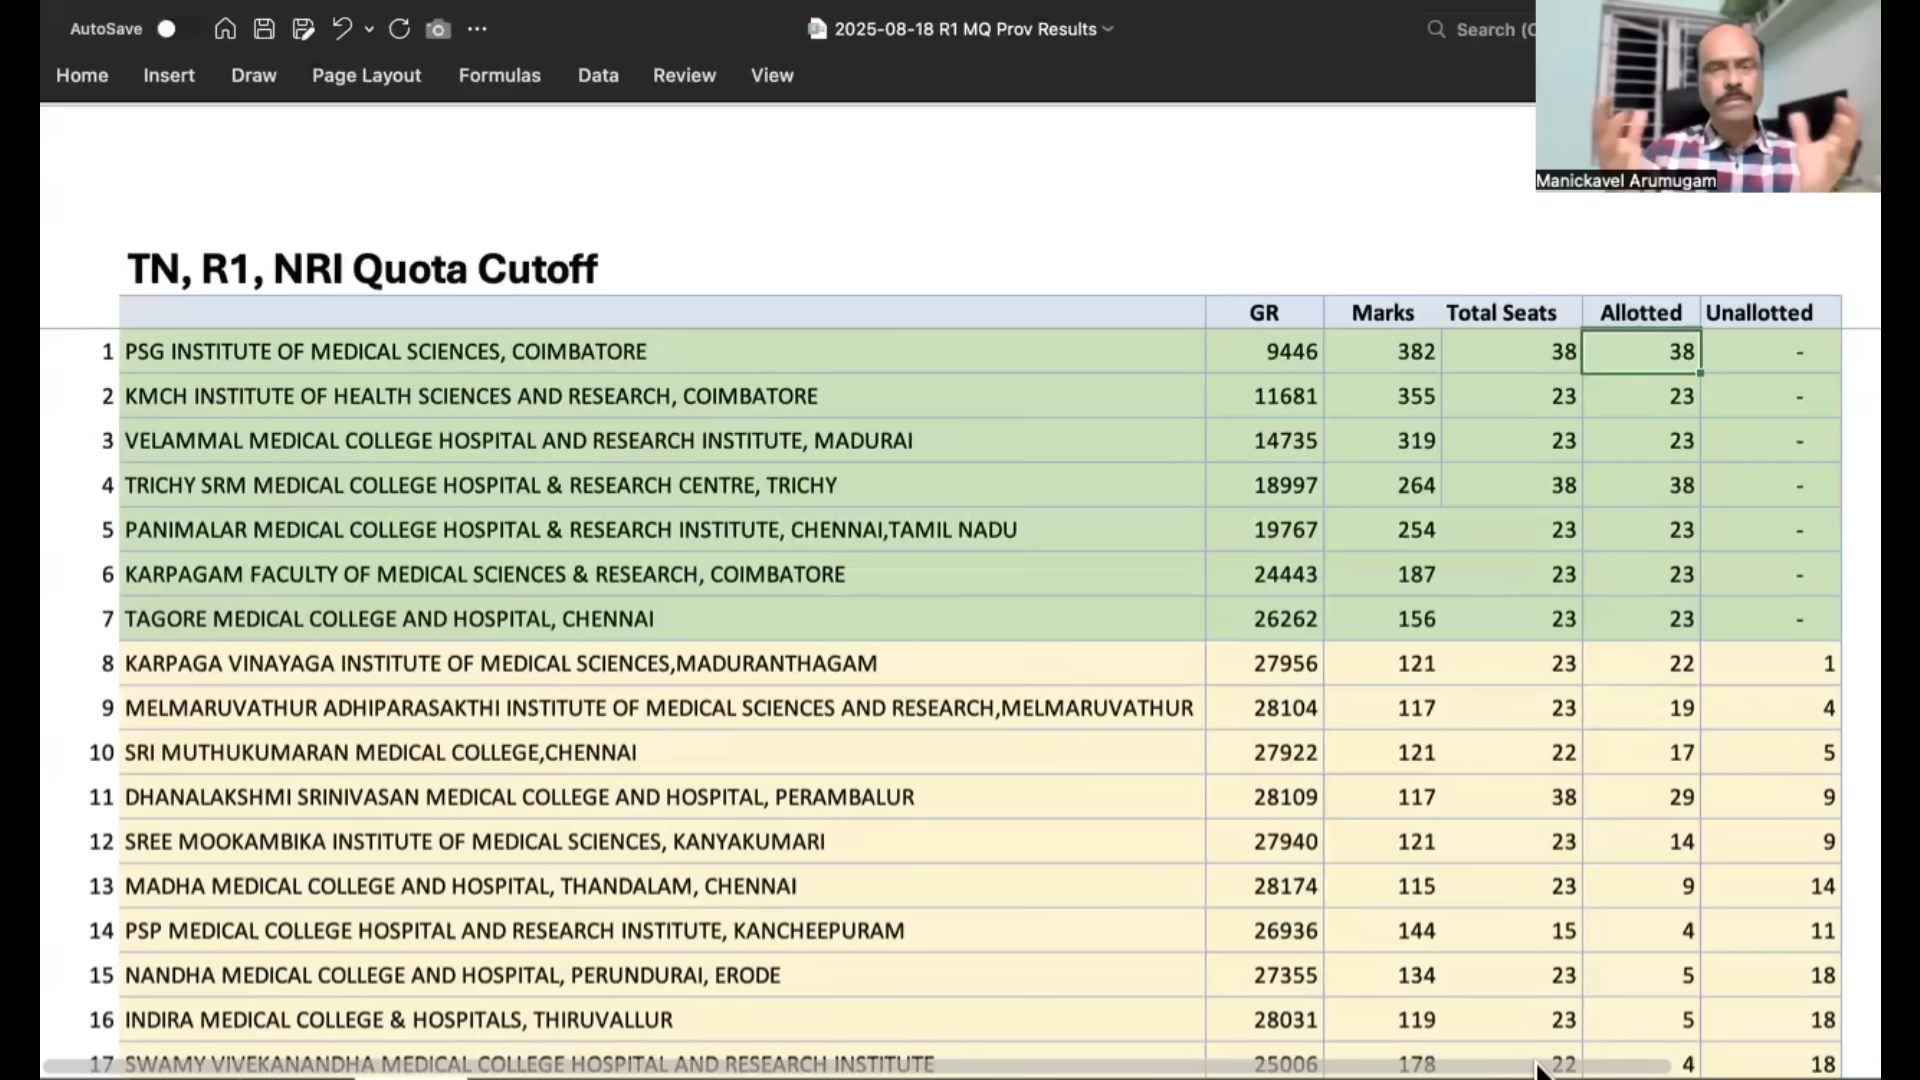 AutoSave
2025-08-18 R1 MQ Prov Results
Search (C
Home Insert Draw Page Layout Formulas Data Review View
Manickavel Arumugam
TN, R1, NRI Quota Cutoff
GR Marks Total Seats Allotted Unallotted
1 PSG INSTITUTE OF MEDICAL SCIENCES, COIMBATORE 9446 382 38 38 -
2 KMCH INSTITUTE OF HEALTH SCIENCES AND RESEARCH, COIMBATORE 11681 355 23 23 -
3 VELAMMAL MEDICAL COLLEGE HOSPITAL AND RESEARCH INSTITUTE, MADURAI 14735 319 23 23 -
4 TRICHY SRM MEDICAL COLLEGE HOSPITAL & RESEARCH CENTRE, TRICHY 18997 264 38 38 -
5 PANIMALAR MEDICAL COLLEGE HOSPITAL & RESEARCH INSTITUTE, CHENNAI,TAMIL NADU 19767 254 23 23 -
6 KARPAGAM FACULTY OF MEDICAL SCIENCES & RESEARCH, COIMBATORE 24443 187 23 23 -
7 TAGORE MEDICAL COLLEGE AND HOSPITAL, CHENNAI 26262 156 23 23 -
8 KARPAGA VINAYAGA INSTITUTE OF MEDICAL SCIENCES,MADURANTHAGAM 27956 121 23 22 1
9 MELMARUVATHUR ADHIPARASAKTHI INSTITUTE OF MEDICAL SCIENCES AND RESEARCH,MELMARUVATHUR 28104 117 23 19 4
10 SRI MUTHUKUMARAN MEDICAL COLLEGE,CHENNAI 27922 121 22 17 5
11 DHANALAKSHMI SRINIVASAN MEDICAL COLLEGE AND HOSPITAL, PERAMBALUR 28109 117 38 29 9
12 SREE MOOKAMBIKA INSTITUTE OF MEDICAL SCIENCES, KANYAKUMARI 27940 121 23 14 9
13 MADHA MEDICAL COLLEGE AND HOSPITAL, THANDALAM, CHENNAI 28174 115 23 9 14
14 PSP MEDICAL COLLEGE HOSPITAL AND RESEARCH INSTITUTE, KANCHEEPURAM 26936 144 15 4 11
15 NANDHA MEDICAL COLLEGE AND HOSPITAL, PERUNDURAI, ERODE 27355 134 23 5 18
16 INDIRA MEDICAL COLLEGE & HOSPITALS, THIRUVALLUR 28031 119 23 5 18
17 SWAMY VIVEKANANDHA MEDICAL COLLEGE HOSPITAL AND RESEARCH INSTITUTE 25006 178 22 4 18